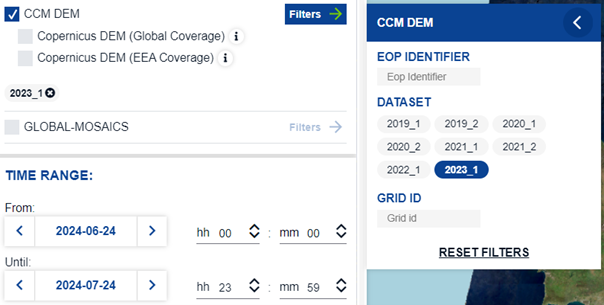 CCM DEM
Filters
Copernicus DEM (Global Coverage)
Copernicus DEM (EEA Coverage)
2023_1
GLOBAL-MOSAICS
Filters
TIME RANGE:
From:
2024-06-24
hh 00 : mm 00
Until:
2024-07-24
hh 23 : mm 59
CCM DEM
EOP IDENTIFIER
Eop Identifier
DATASET
2019_1 2019_2 2020_1
2020_2 2021_1 2021_2
2022_1 2023_1
GRID ID
Grid id
RESET FILTERS